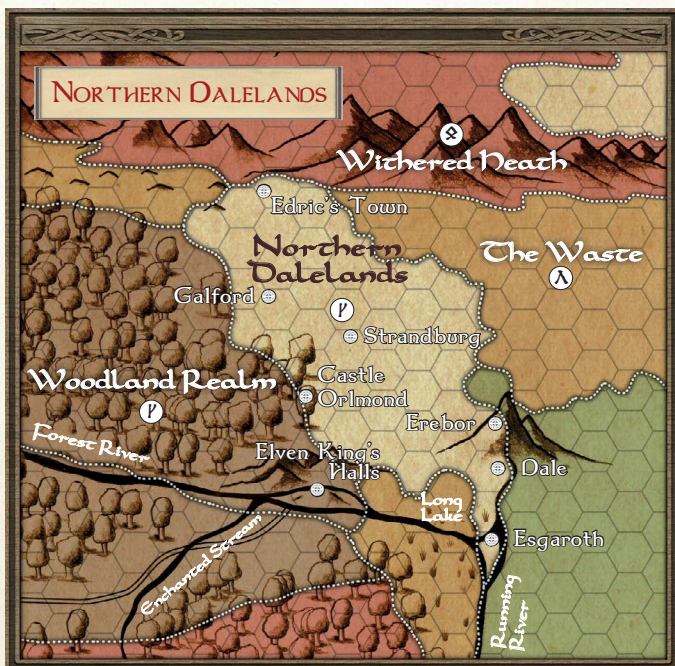 Northern Dalelands
Withered Heath
Edric's Town
Northern
Dalelands
The Waste
Galford
ᚠ
Strandburg
Woodland Realm
Castle
Orlmond
ᚠ
Erebor
Forest River
Elven King's
Halls
Dale
Long
Lake
Esgaroth
Enchanted Stream
Running
River